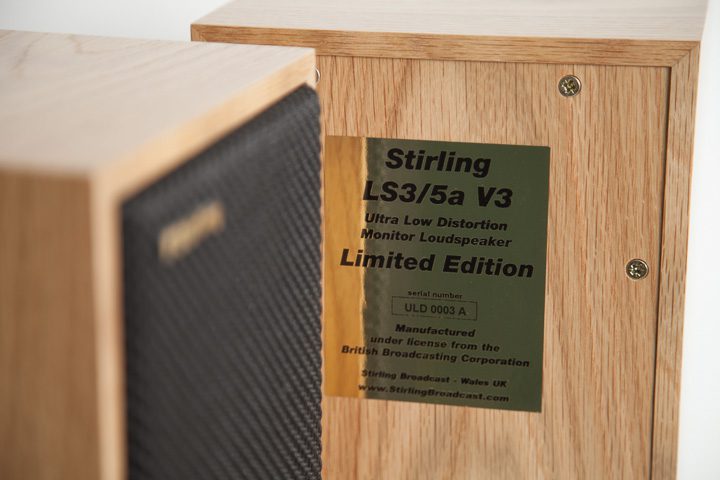 Stirling
LS3/5a V3
Ultra Low Distortion
Monitor Loudspeaker
Limited Edition
serial number
ULD 0003 A
Manufactured
under license from the
British Broadcasting Corporation
Stirling Broadcast - Wales UK
www.StirlingBroadcast.com